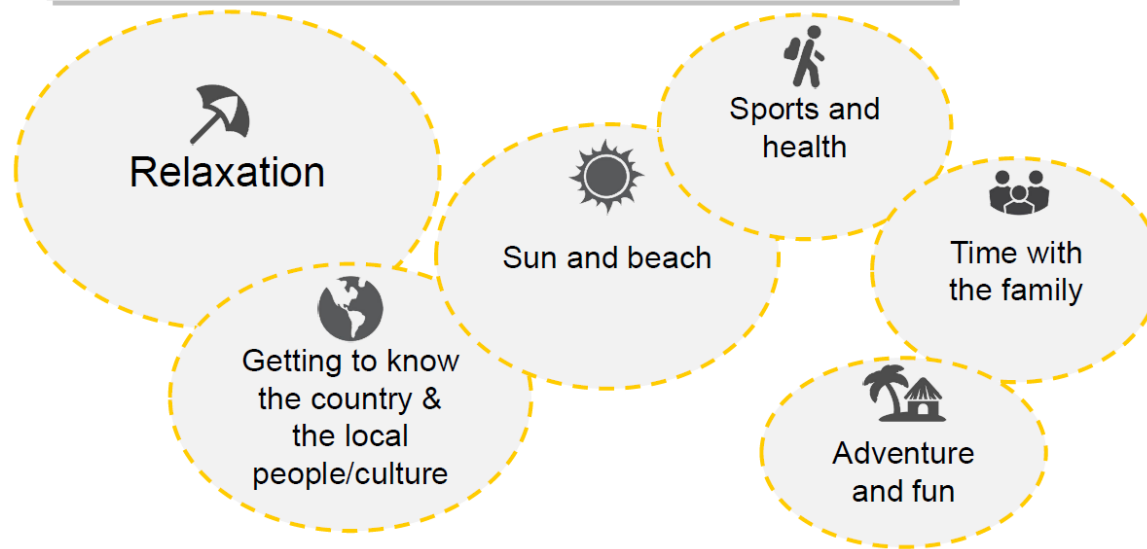 Relaxation
Sports and
health
Sun and beach
Time with
the family
Getting to know
the country &
the local
people/culture
Adventure
and fun